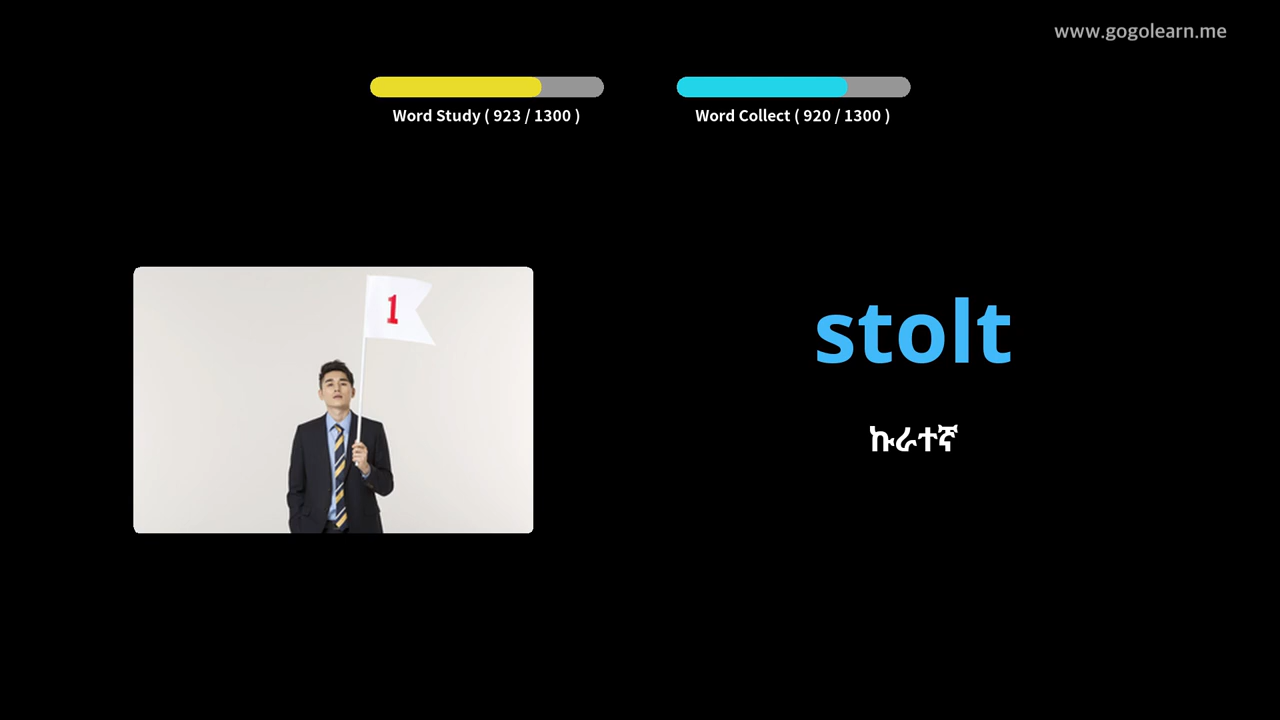 www.gogolearn.me
Word Study ( 923 / 1300 )
Word Collect ( 920 / 1300 )
1
stolt
ኩራተኛ